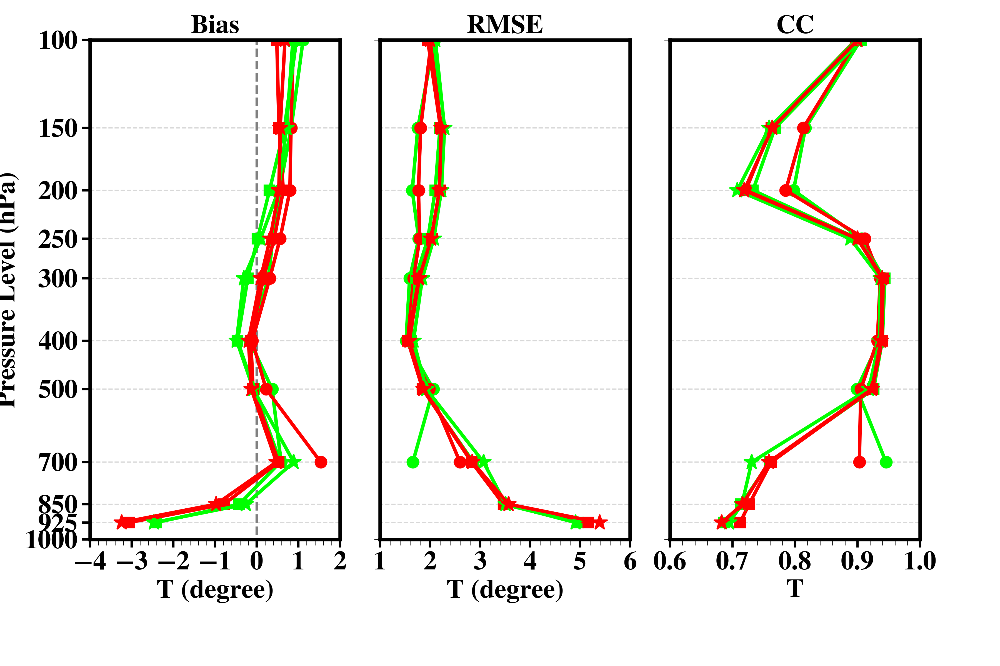 Bias
RMSE
CC
Pressure Level (hPa)
100
150
200
250
300
400
500
700
850
925
1000
−4 −3 −2 −1 0 1 2
1 2 3 4 5 6
0.6 0.7 0.8 0.9 1.0
T (degree)
T (degree)
T